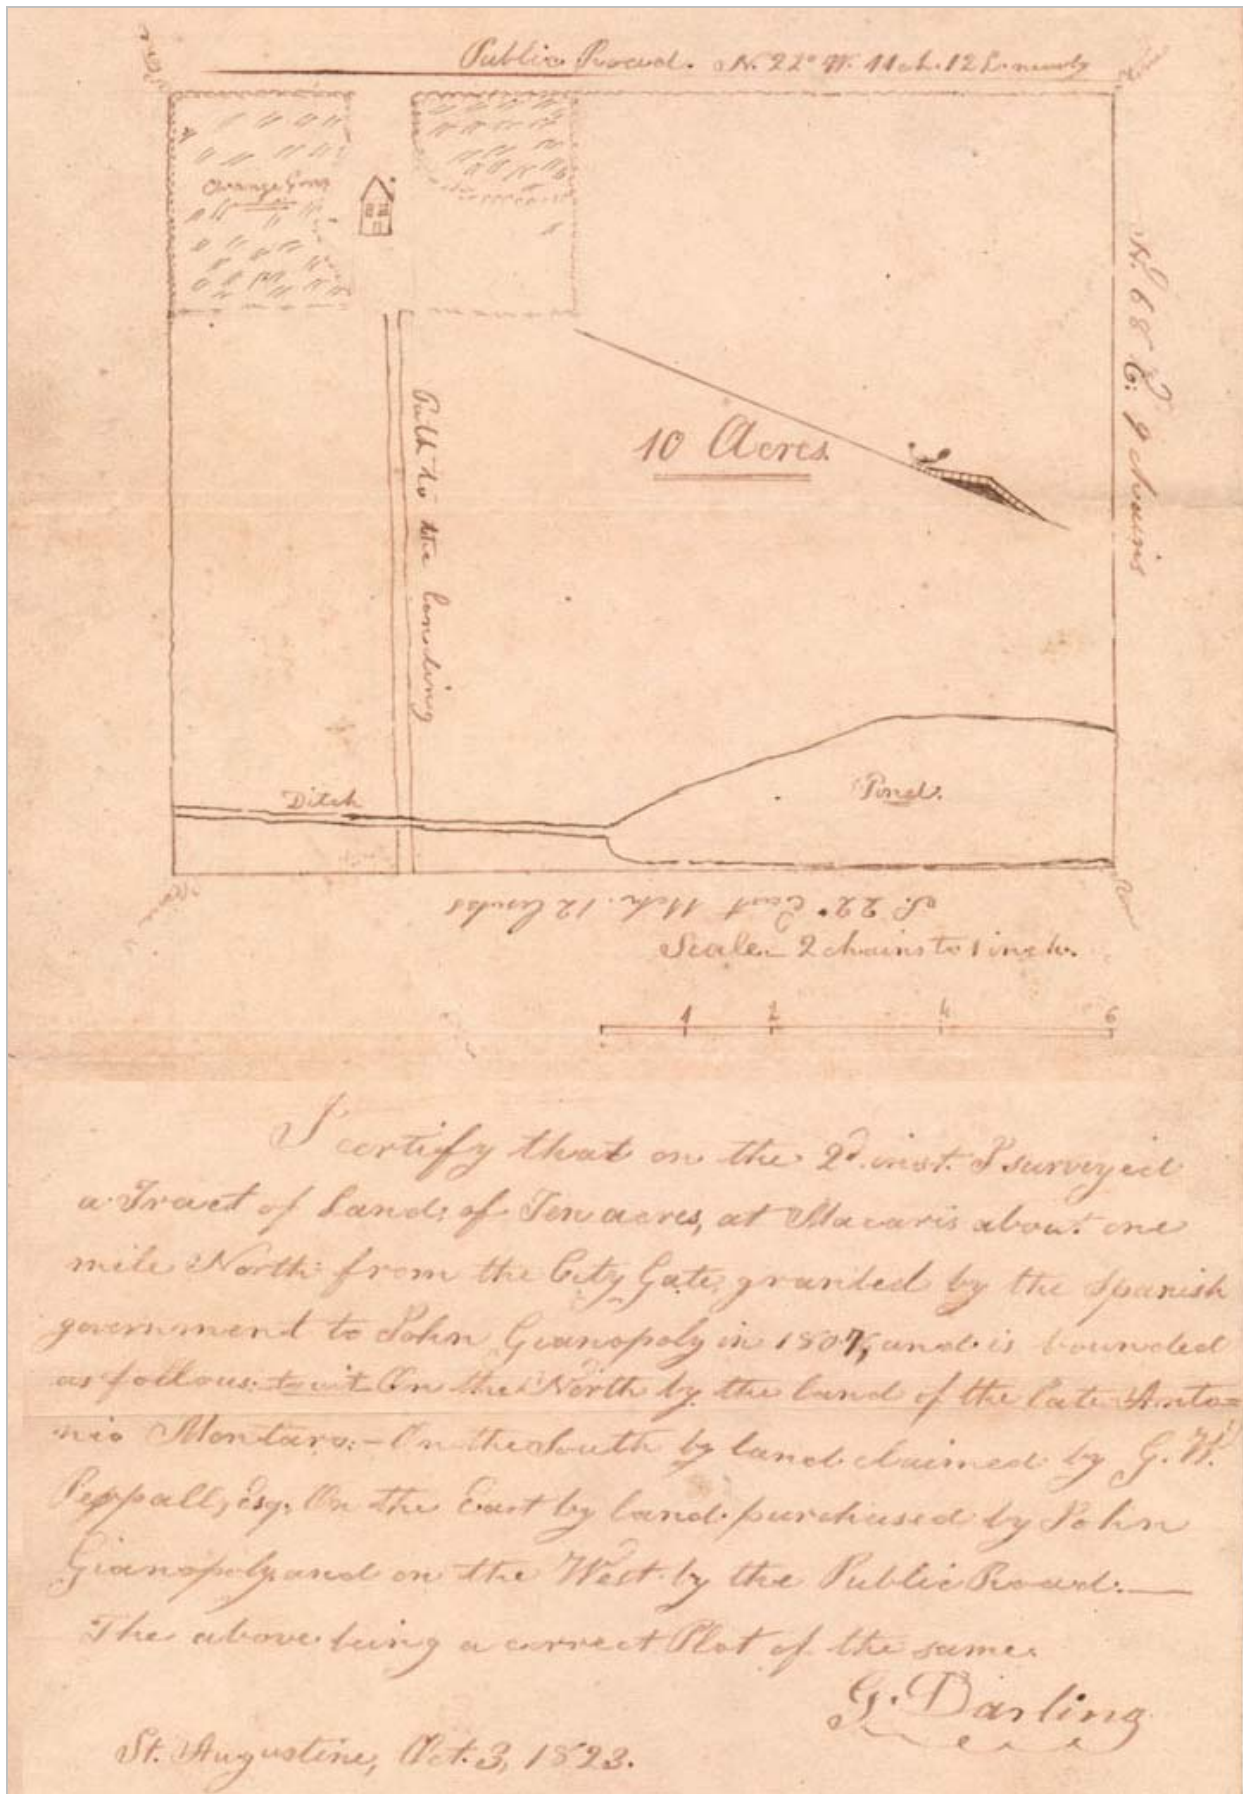 Public Road. N. 22° W. 11 ch. 12 L. nearly
Orange Grove
N. 68 E. 9 chains
10 Acres
Path to the landing
Pond.
Ditch
S. 22° East 11 ch. 12 links
Scale 2 chains to 1 inch.
1 2 4 6
I certify that on the 2d. inst. I surveyed
a Tract of Land of Ten acres, at Macaris about one
mile North from the City Gate, granted by the Spanish
government to John Gianopoly in 1807, and is bounded
as follows to wit On the North by the land of the late Anto=
nio Montaro:- On the South by land claimed by G. W.
Peppall, Esq. On the East by land purchased by John
Gianopoly and on the West by the Public Road:—
The above being a correct Plot of the same.
G. Darling
St. Augustine, Oct. 3, 1823.